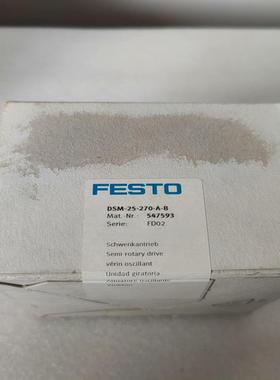 FESTO
DSM-25-270-A-B
Mat.-Nr.: 547593
Serie: FD02
Schwenkantrieb
Semi rotary drive
vérin oscillant
Unidad giratoria